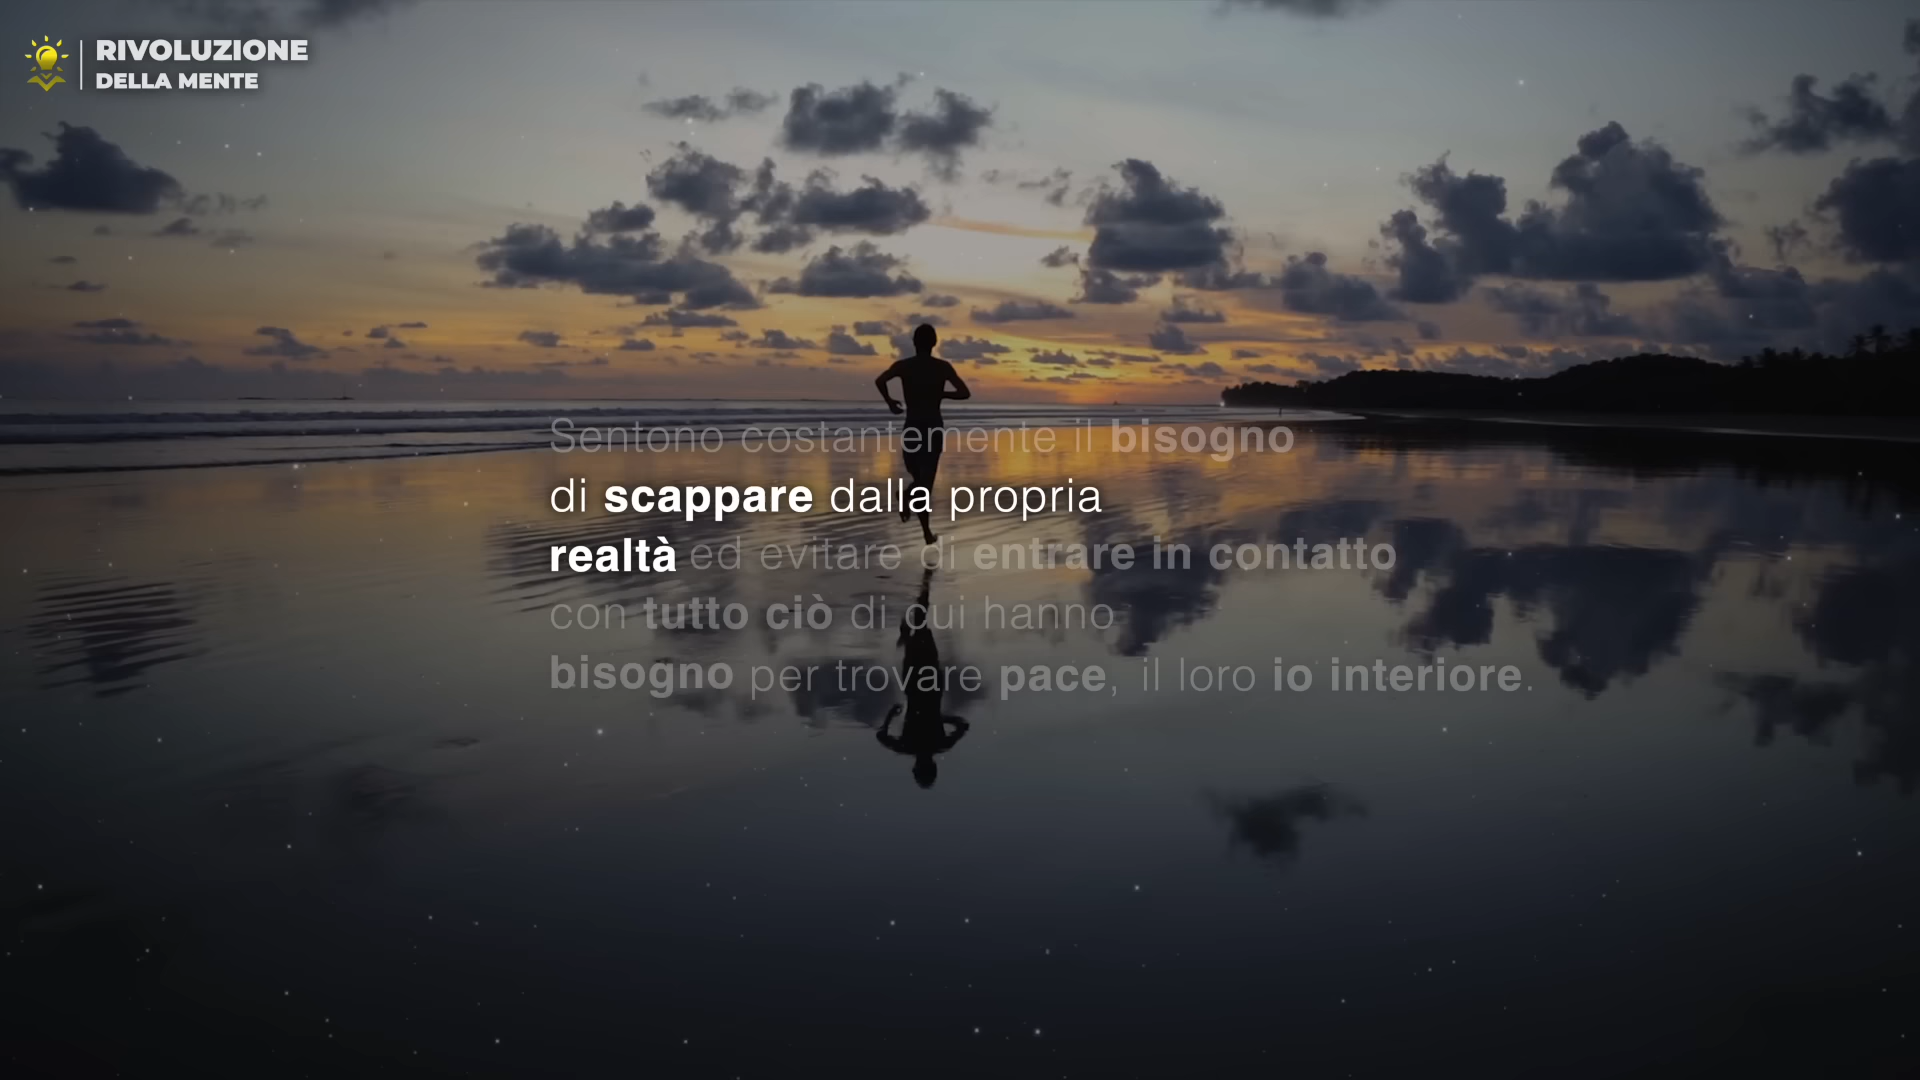 RIVOLUZIONE
DELLA MENTE
Sentono costantemente il bisogno
di scappare dalla propria
realtà ed evitare di entrare in contatto
con tutto ciò di cui hanno
bisogno per trovare pace, il loro io interiore.